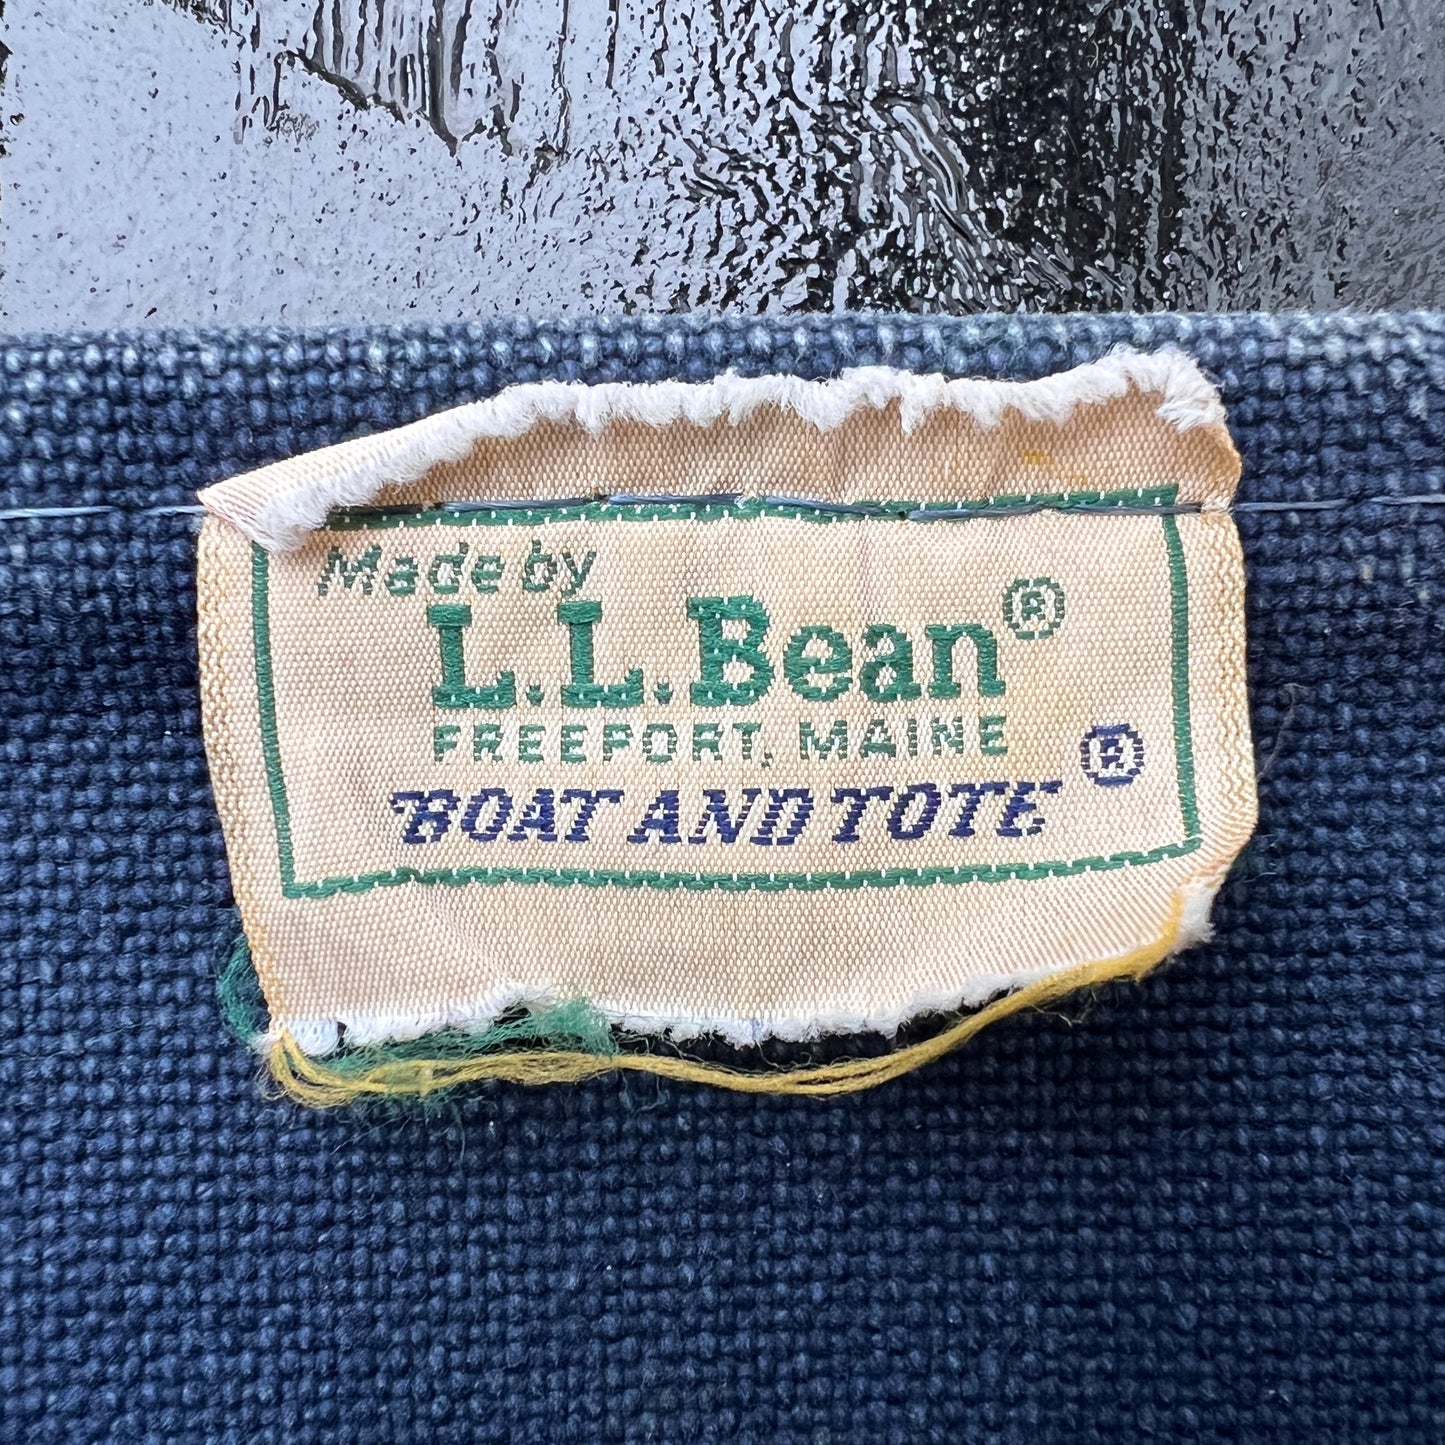 Made by
L.L.Bean®
FREEPORT, MAINE
BOAT AND TOTE®